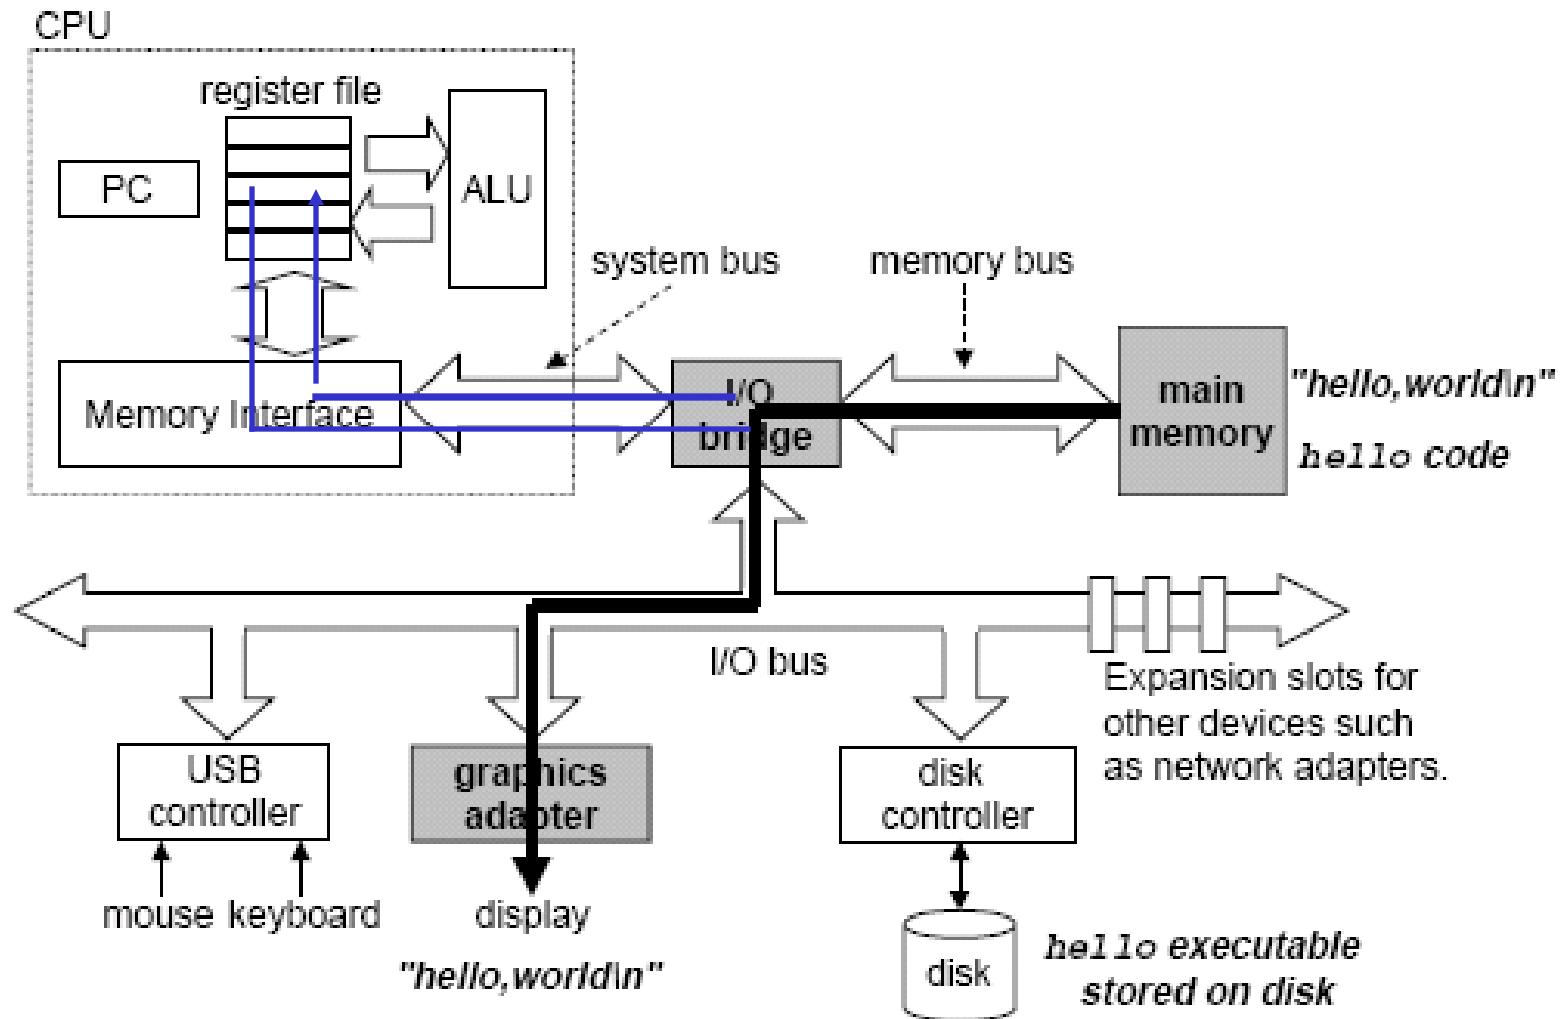 CPU
register file
PC
ALU
system bus
memory bus
Memory Interface
I/O
bridge
main
memory
"hello,world\n"
hello code
I/O bus
Expansion slots for
other devices such
as network adapters.
USB
controller
graphics
adapter
disk
controller
mouse keyboard
display
"hello,world\n"
disk
hello executable
stored on disk